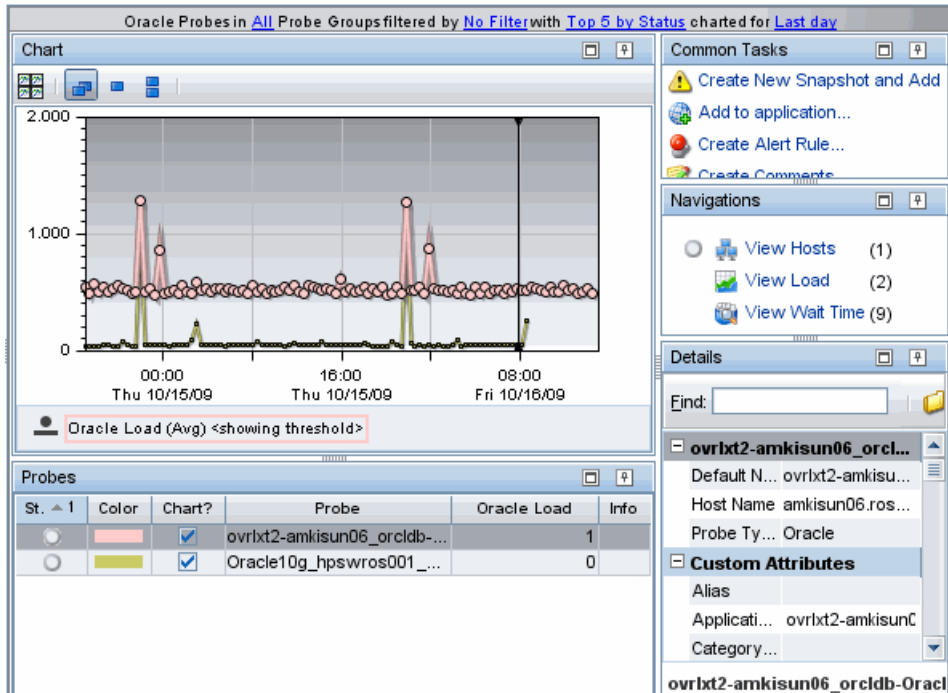 Oracle Probes in All Probe Groups filtered by No Filter with Top 5 by Status charted for Last day
Chart
2.000
1.000
0
00:00
Thu 10/15/09
16:00
Thu 10/15/09
08:00
Fri 10/16/09
Oracle Load (Avg) <showing threshold>
Probes
St. 1 Color Chart? Probe Oracle Load Info
ovrlxt2-amkisun06_orcldb-... 1
Oracle10g_hpswros001_... 0
Common Tasks
Create New Snapshot and Add
Add to application...
Create Alert Rule...
Create Comments
Navigations
View Hosts (1)
View Load (2)
View Wait Time (9)
Details
Find:
ovrlxt2-amkisun06_orcl...
Default N... ovrlxt2-amkisu...
Host Name amkisun06.ros...
Probe Ty... Oracle
Custom Attributes
Alias
Applicati... ovrlxt2-amkisun0
Category...
ovrlxt2-amkisun06_orcldb-Oracl